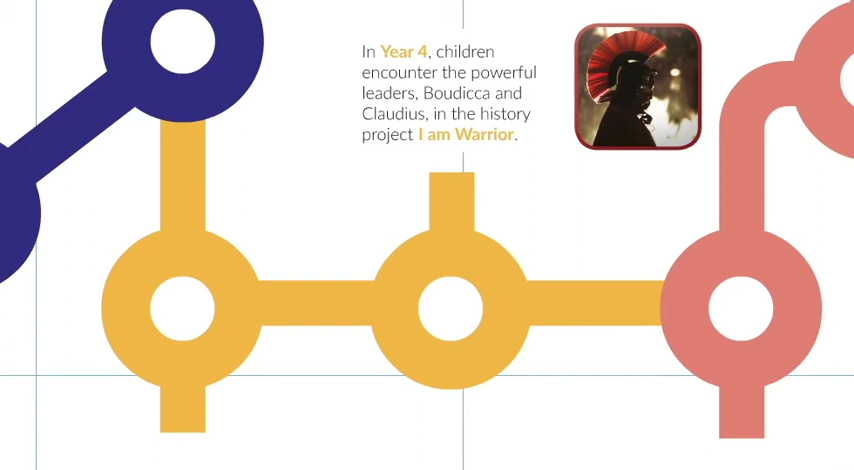 In Year 4, children
encounter the powerful
leaders, Boudicca and
Claudius, in the history
project I am Warrior.